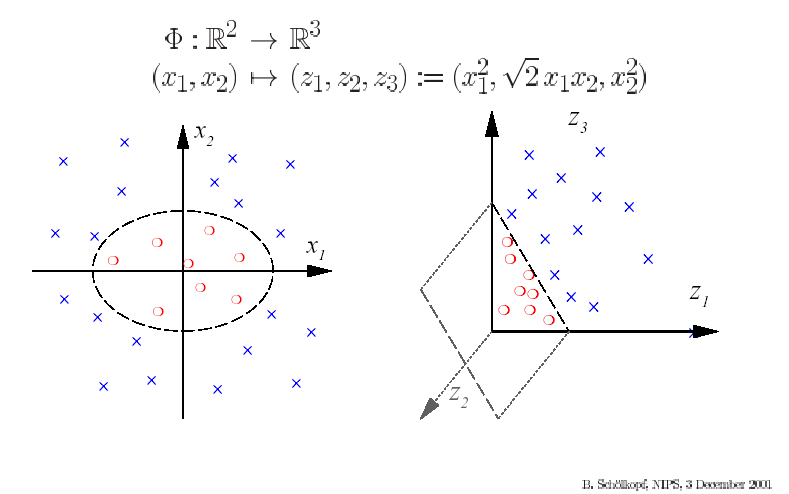 Φ : ℝ² → ℝ³
(x₁, x₂) ↦ (z₁, z₂, z₃) := (x₁², √2 x₁x₂, x₂²)
x₂
z₃
x₁
z₁
z₂
B. Schölkopf, NIPS, 3 December 2001